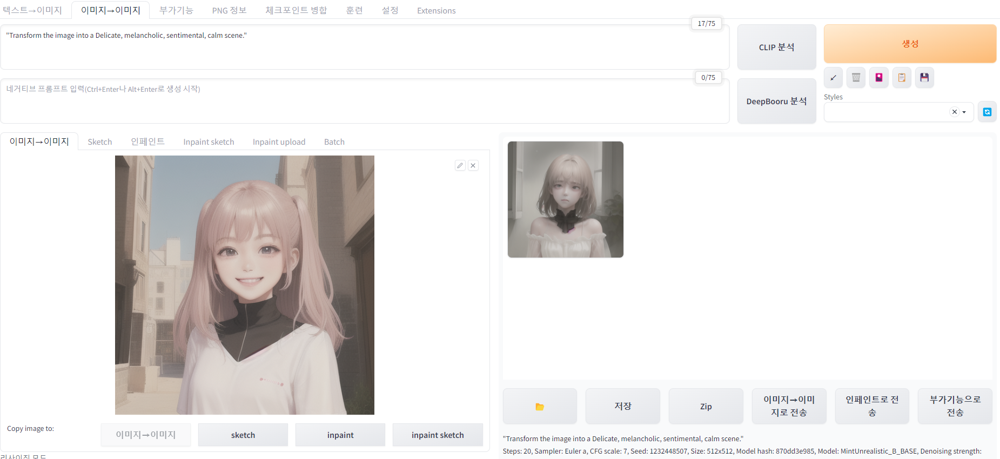 텍스트→이미지 이미지→이미지 부가기능 PNG 정보 체크포인트 병합 훈련 설정 Extensions
17/75
"Transform the image into a Delicate, melancholic, sentimental, calm scene."
CLIP 분석
생성
0/75
네거티브 프롬프트 입력(Ctrl+Enter나 Alt+Enter로 생성 시작)
DeepBooru 분석
Styles
이미지→이미지 Sketch 인페인트 Inpaint sketch Inpaint upload Batch
Copy image to:
이미지→이미지 sketch inpaint inpaint sketch
리사이징 모드
저장
Zip
이미지→이미
지로 전송
인페인트로 전
송
부가기능으로
전송
"Transform the image into a Delicate, melancholic, sentimental, calm scene."
Steps: 20, Sampler: Euler a, CFG scale: 7, Seed: 1232448507, Size: 512x512, Model hash: 870dd3e985, Model: MintUnrealistic_B_BASE, Denoising strength: